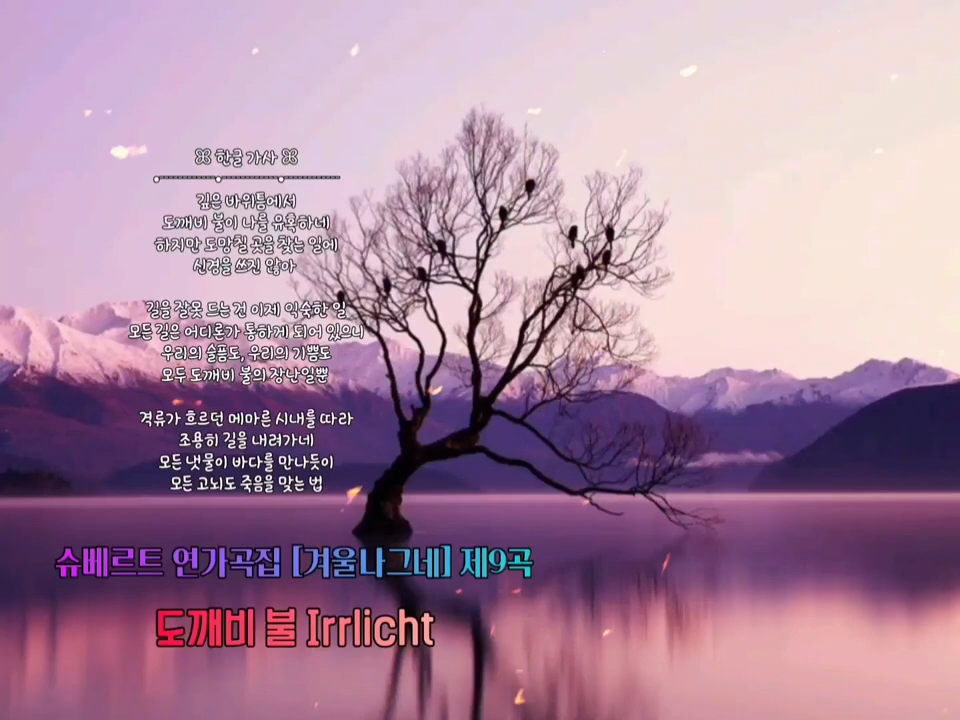 한글 가사
깊은 바위틈에서
도깨비 불이 나를 유혹하네
하지만 도망칠 곳을 찾는 일에
신경을 쓰진 않아
길을 잘못 드는 건 이제 익숙한 일
모든 길은 어디론가 통하게 되어 있으니
우리의 슬픔도, 우리의 기쁨도
모두 도깨비 불의 장난일뿐
격류가 흐르던 메마른 시내를 따라
조용히 길을 내려가네
모든 냇물이 바다를 만나듯이
모든 고뇌도 죽음을 맞는 법
슈베르트 연가곡집 [겨울나그네] 제9곡
도깨비 불 Irrlicht